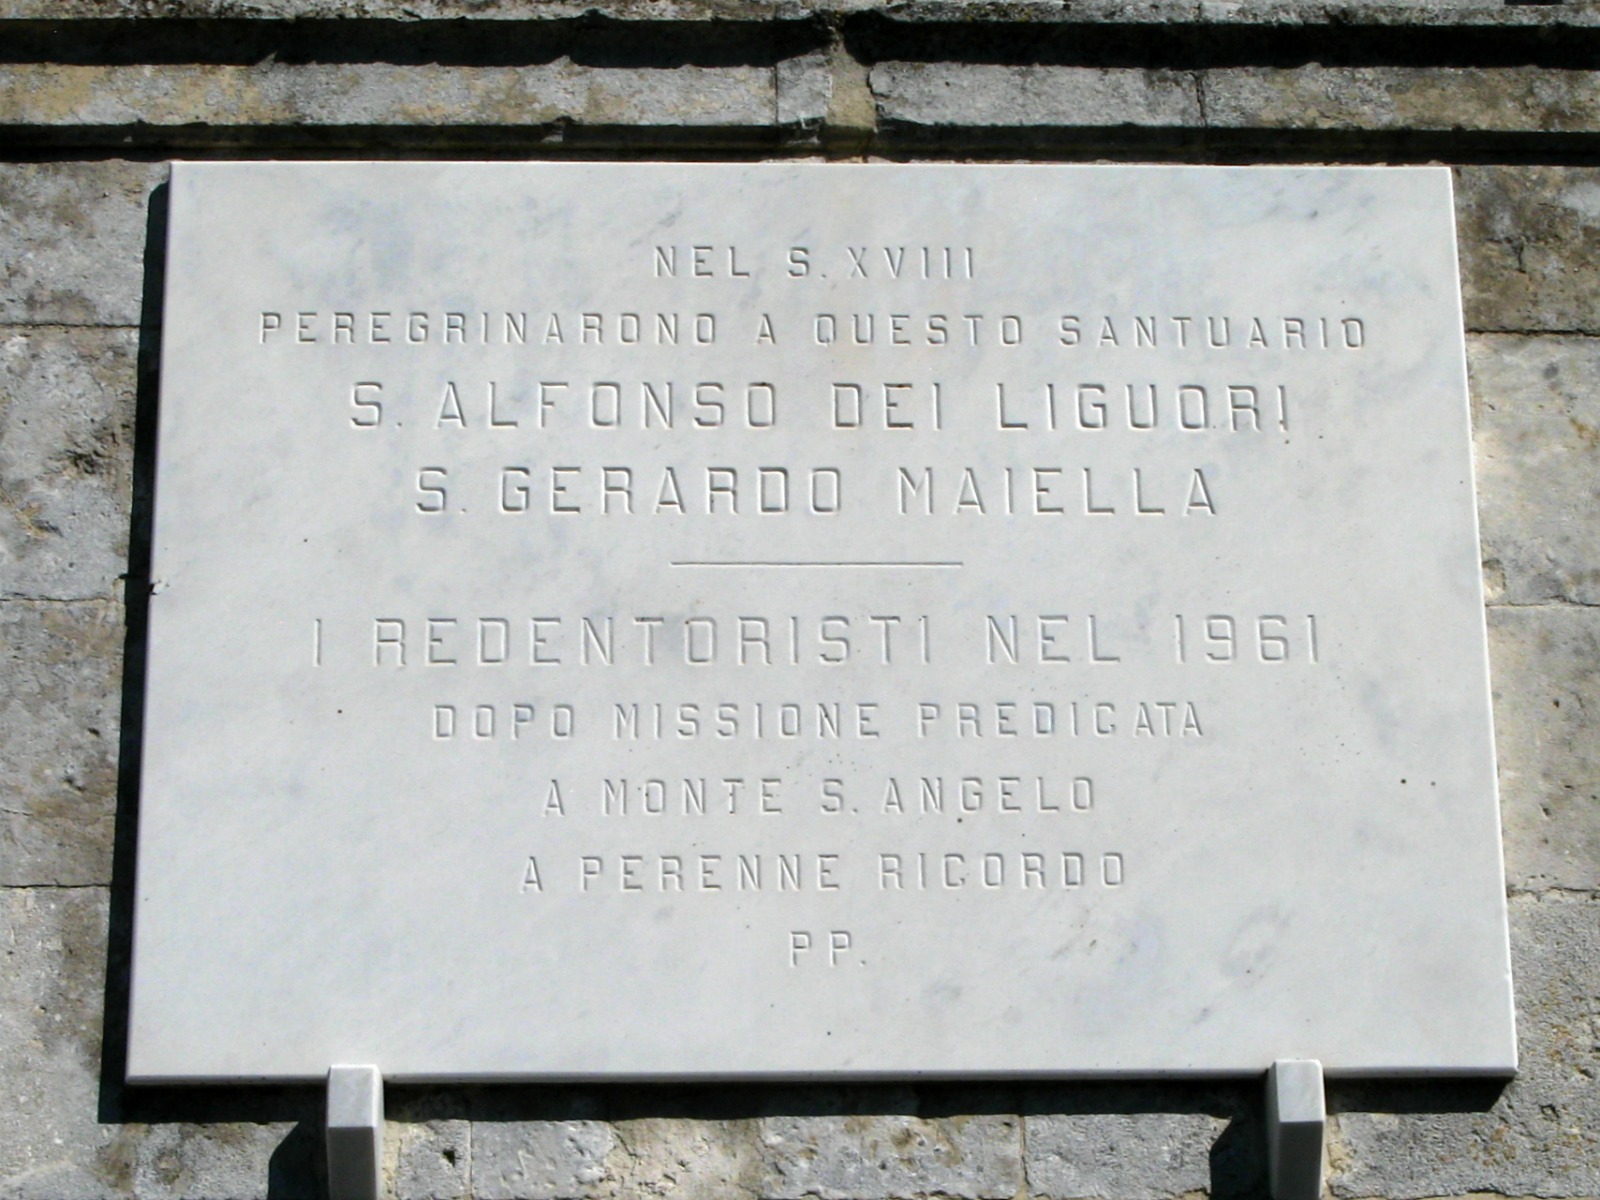 NEL S. XVIII
PEREGRINARONO A QUESTO SANTUARIO
S. ALFONSO DEI LIGUORI
S. GERARDO MAIELLA
I REDENTORISTI NEL 1961
DOPO MISSIONE PREDICATA
A MONTE S. ANGELO
A PERENNE RICORDO
PP.